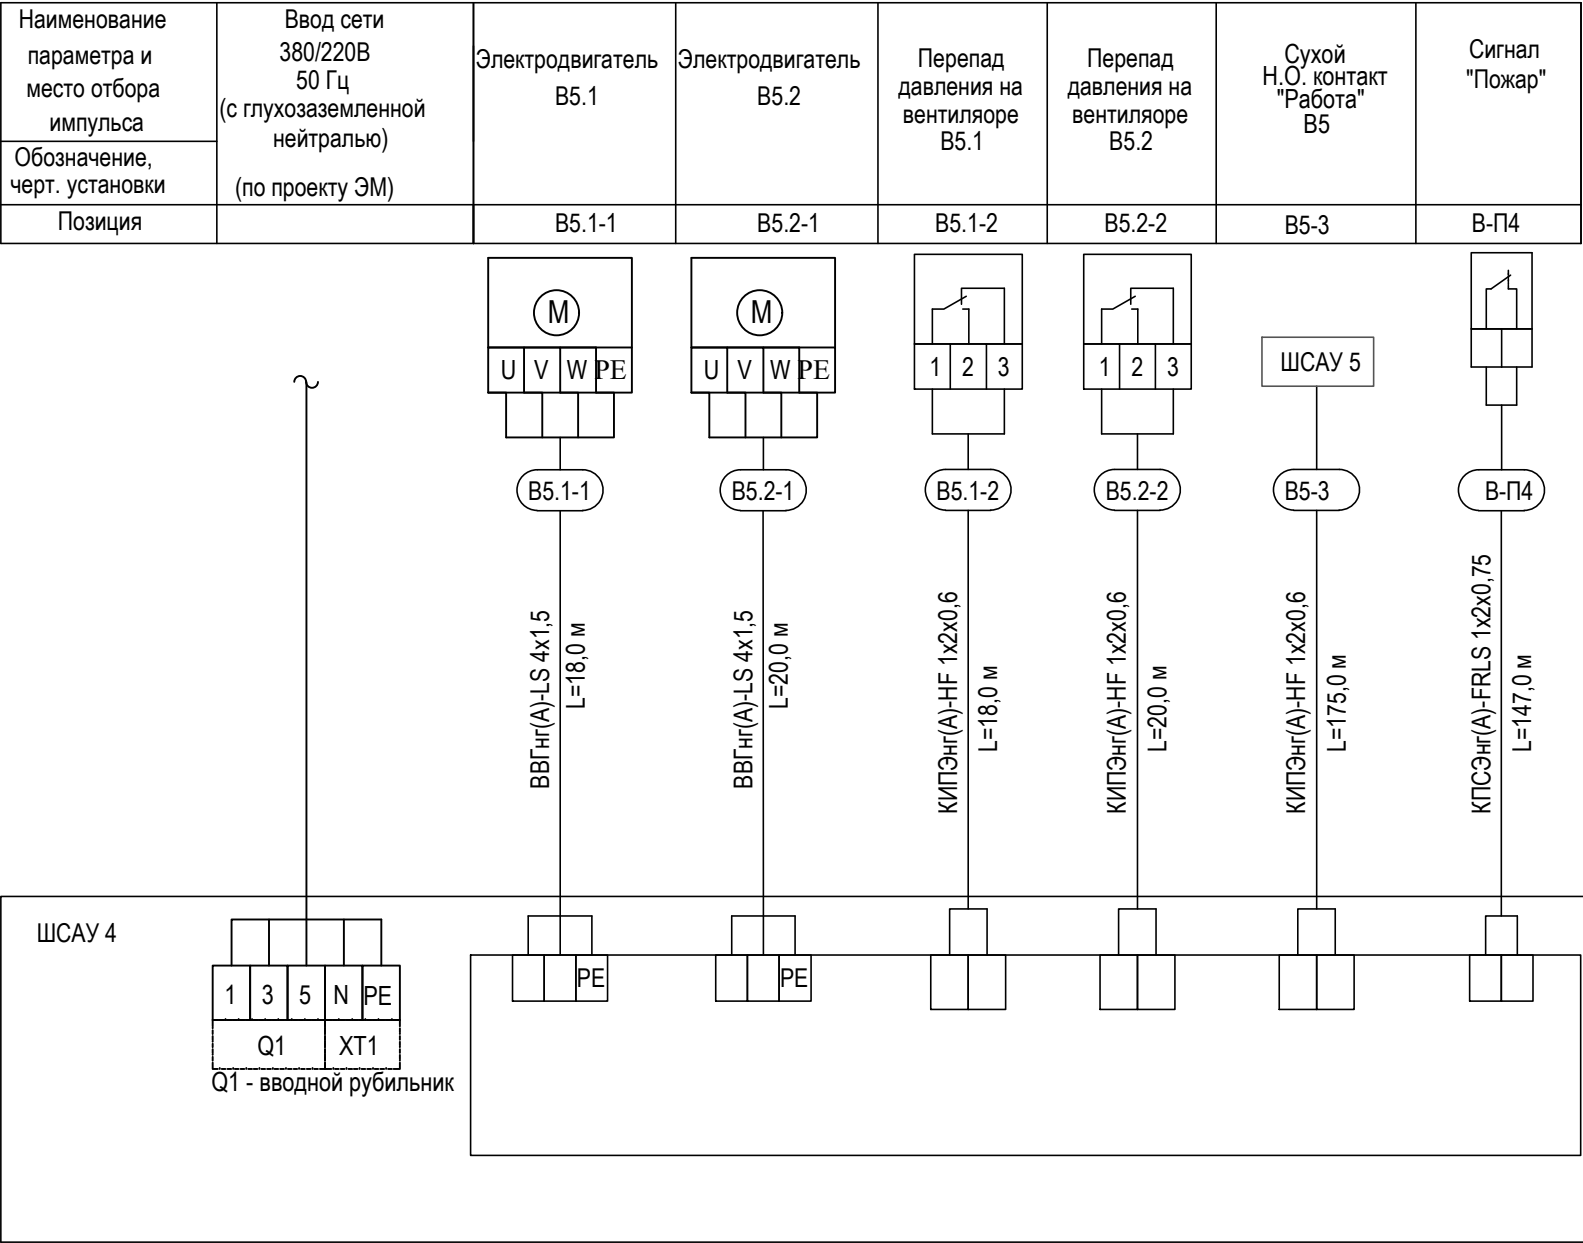 Наименование
параметра и
место отбора
импульса
Обозначение,
черт. установки
Позиция
Ввод сети
380/220В
50 Гц
(с глухозаземленной
нейтралью)
(по проекту ЭМ)
Электродвигатель
В5.1
В5.1-1
Электродвигатель
В5.2
В5.2-1
Перепад
давления на
вентиляоре
В5.1
В5.1-2
Перепад
давления на
вентиляоре
В5.2
В5.2-2
Сухой
Н.О. контакт
"Работа"
В5
В5-3
Сигнал
"Пожар"
В-П4
М
U V W PE
М
U V W PE
1 2 3
1 2 3
ШСАУ 5
В5.1-1
В5.2-1
В5.1-2
В5.2-2
В5-3
В-П4
ВВГнг(А)-LS 4х1,5
L=18,0 м
ВВГнг(А)-LS 4х1,5
L=20,0 м
КИПЭнг(А)-HF 1х2х0,6
L=18,0 м
КИПЭнг(А)-HF 1х2х0,6
L=20,0 м
КИПЭнг(А)-HF 1х2х0,6
L=175,0 м
КПСЭнг(А)-FRLS 1х2х0,75
L=147,0 м
ШСАУ 4
1 3 5 N PE
Q1 XT1
Q1 - вводной рубильник
PE
PE